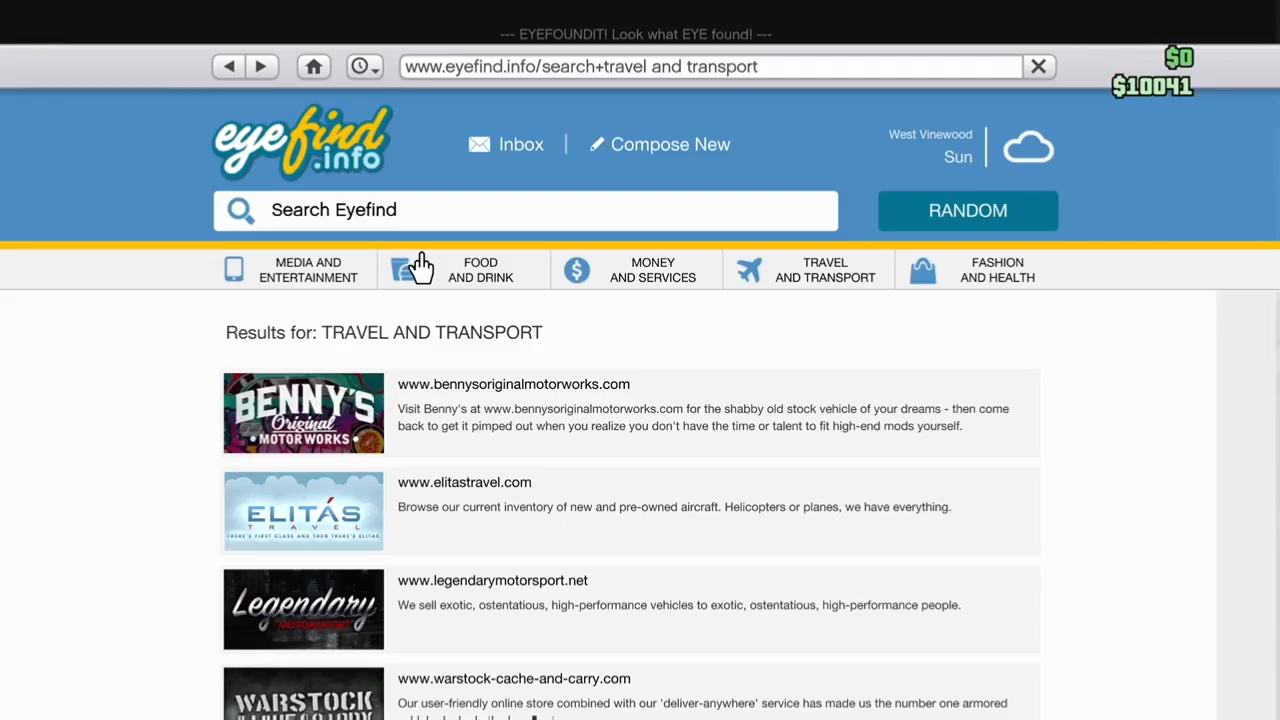 --- EYEFOUNDIT! Look what EYE found! ---
www.eyefind.info/search+travel and transport
$0
$10041
eyefind
.info
Inbox
Compose New
West Vinewood
Sun
Search Eyefind
RANDOM
MEDIA AND
ENTERTAINMENT
FOOD
AND DRINK
MONEY
AND SERVICES
TRAVEL
AND TRANSPORT
FASHION
AND HEALTH
Results for: TRAVEL AND TRANSPORT
BENNY'S
Original
MOTOR WORKS
www.bennysoriginalmotorworks.com
Visit Benny's at www.bennysoriginalmotorworks.com for the shabby old stock vehicle of your dreams - then come
back to get it pimped out when you realize you don't have the time or talent to fit high-end mods yourself.
ELITÁS
TRAVEL
THERE'S FIRST CLASS AND THEN THERE'S ELITAS
www.elitastravel.com
Browse our current inventory of new and pre-owned aircraft. Helicopters or planes, we have everything.
Legendary
www.legendarymotorsport.net
We sell exotic, ostentatious, high-performance vehicles to exotic, ostentatious, high-performance people.
WARSTOCK
www.warstock-cache-and-carry.com
Our user-friendly online store combined with our 'deliver-anywhere' service has made us the number one armored